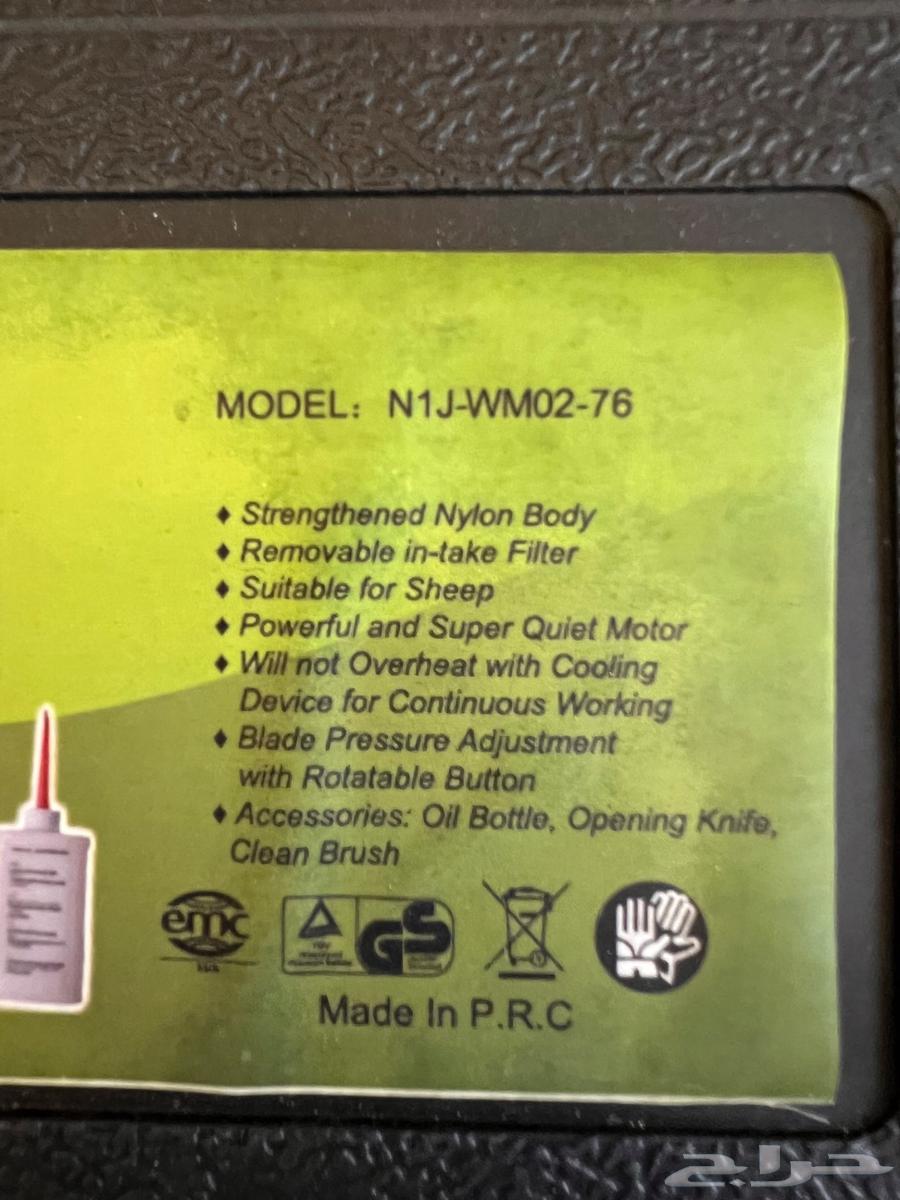 MODEL: N1J-WM02-76
♦ Strengthened Nylon Body
♦ Removable in-take Filter
♦ Suitable for Sheep
♦ Powerful and Super Quiet Motor
♦ Will not Overheat with Cooling
Device for Continuous Working
♦ Blade Pressure Adjustment
with Rotatable Button
♦ Accessories: Oil Bottle, Opening Knife,
Clean Brush
emc
TÜV
GS
Made In P.R.C
حراج